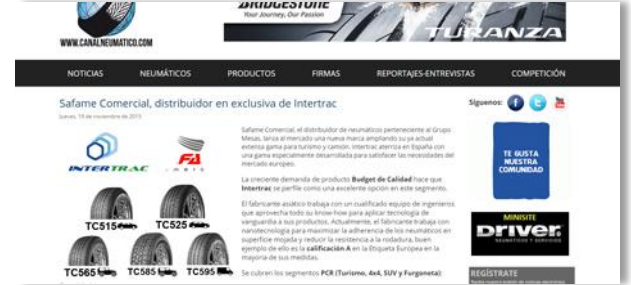 BRIDGESTONE
Your Journey, Our Passion
TURANZA
WWW.CANALNEUMATICO.COM
NOTICIAS NEUMÁTICOS PRODUCTOS FIRMAS REPORTAJES-ENTREVISTAS COMPETICIÓN
Safame Comercial, distribuidor en exclusiva de Intertrac
Jueves, 19 de noviembre de 2015
INTERTRAC
TC515
TC525
TC565
TC585
TC595
Safame Comercial, el distribuidor de neumáticos perteneciente al Grupo
Mesas, lanza al mercado una nueva marca ampliando su ya actual
extensa gama para turismo y camión. Intertrac aterriza en España con
una gama especialmente desarrollada para satisfacer las necesidades del
mercado europeo.
La creciente demanda de producto Budget de Calidad hace que
Intertrac se perfile como una excelente opción en este segmento.
El fabricante asiático trabaja con un cualificado equipo de ingenieros
que aprovecha todo su know-how para aplicar tecnología de
vanguardia a sus productos. Actualmente, el fabricante trabaja con
nanotecnología para maximizar la adherencia de los neumáticos en
superficie mojada y reducir la resistencia a la rodadura, buen
ejemplo de ello es la calificación A en la Etiqueta Europea en la
mayoría de sus medidas.
Se cubren los segmentos PCR (Turismo, 4x4, SUV y Furgoneta)
Síguenos:
TE GUSTA
NUESTRA
COMUNIDAD
MINISITE
Driver
NEUMÁTICOS Y SERVICIOS
REGÍSTRATE